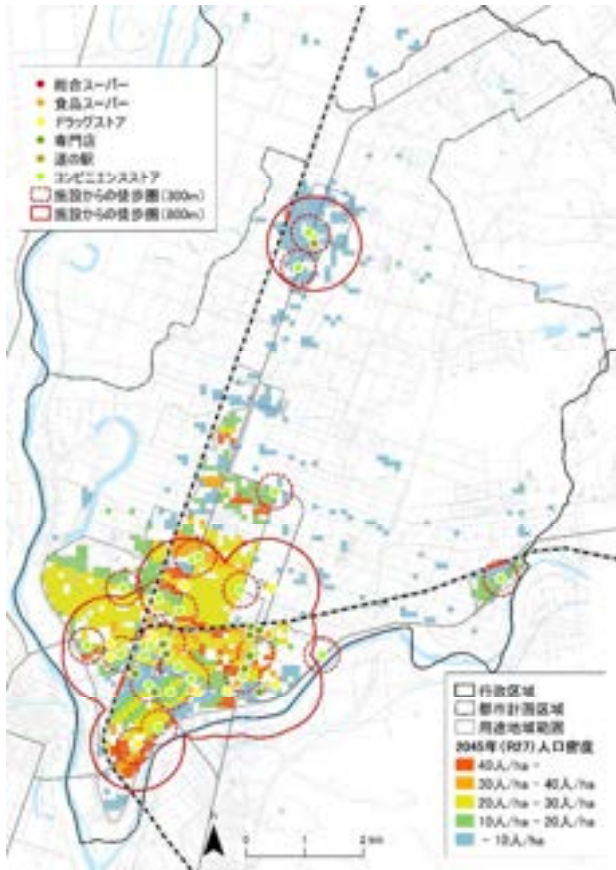 総合スーパー
食品スーパー
ドラッグストア
専門店
道の駅
コンビニエンスストア
施設からの徒歩圏(300m)
施設からの徒歩圏(800m)
行政区域
都市計画区域
用途地域範囲
2045年(R27)人口密度
40人/ha -
30人/ha - 40人/ha
20人/ha - 30人/ha
10人/ha - 20人/ha
- 10人/ha
0 1 2 km